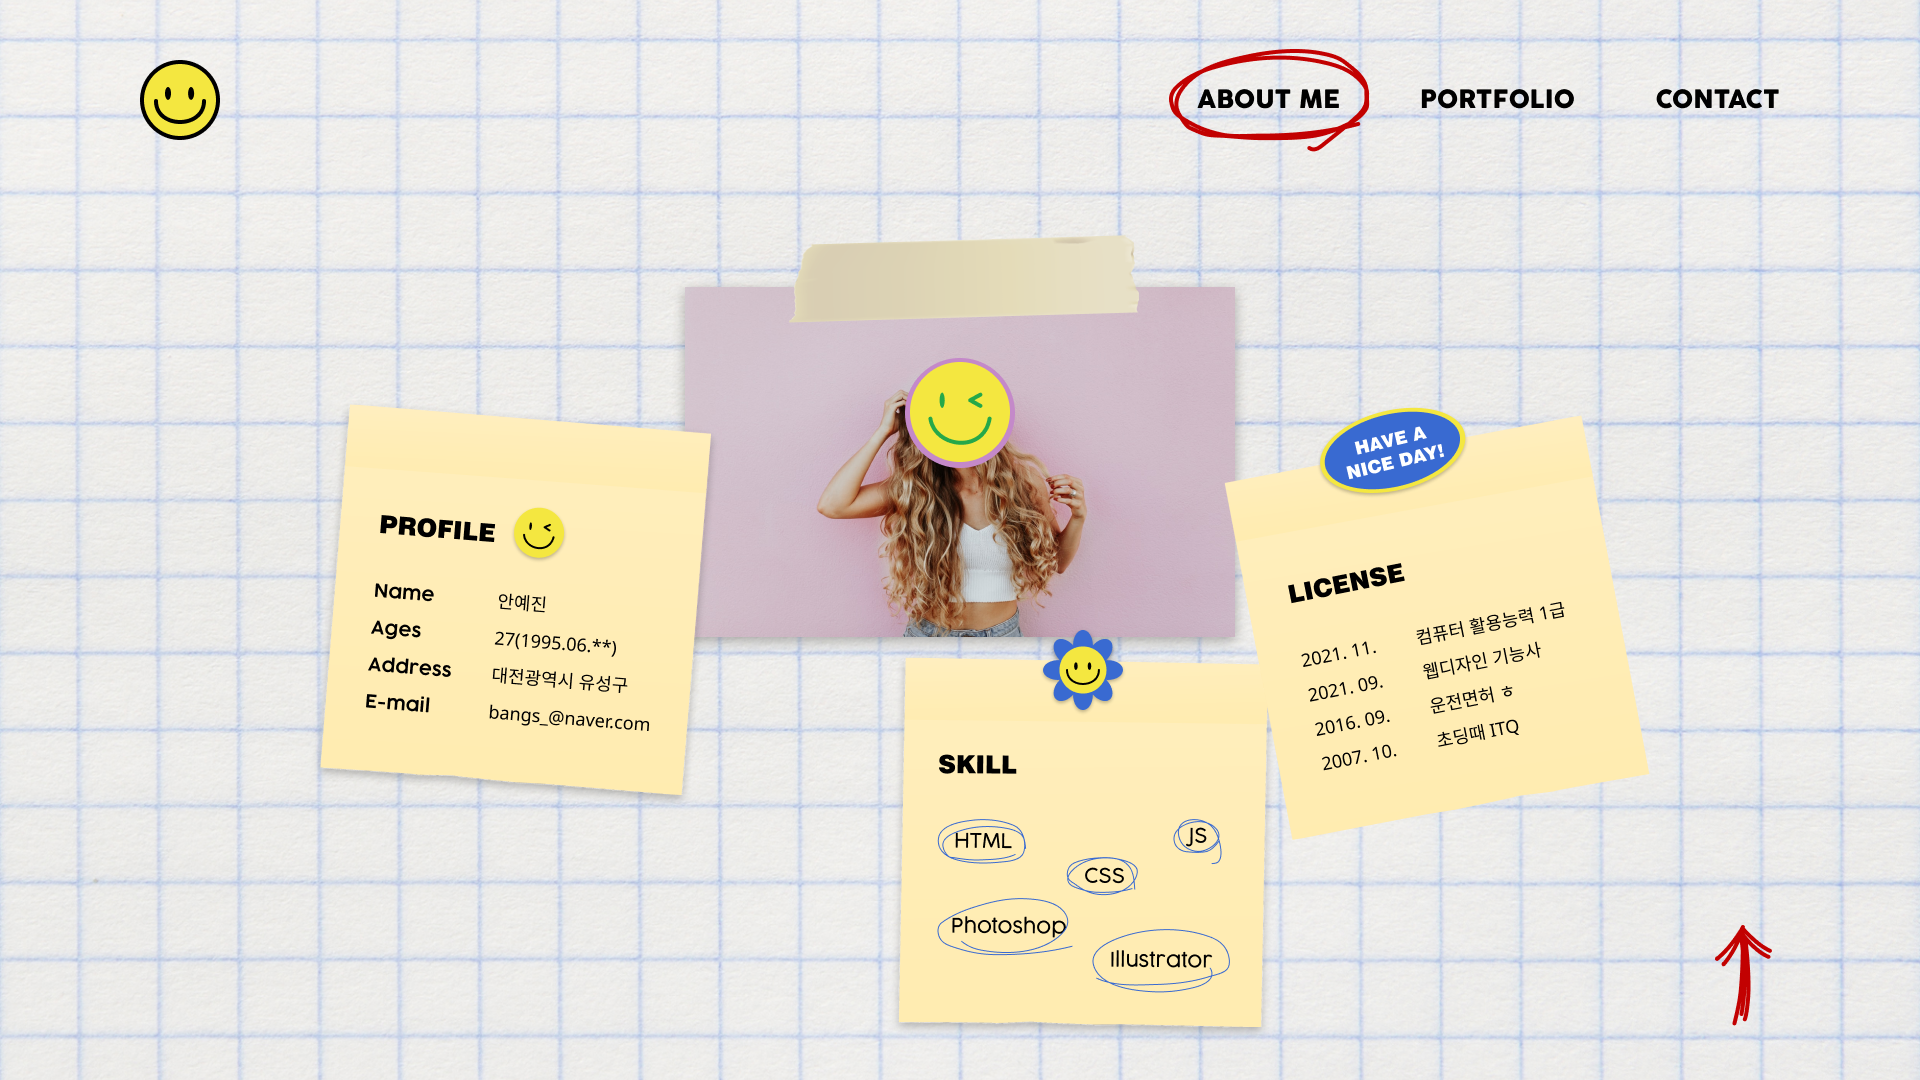 ABOUT ME PORTFOLIO CONTACT
PROFILE
Name 안예진
Ages 27(1995.06.**)
Address 대전광역시 유성구
E-mail bangs_@naver.com
HAVE A
NICE DAY!
LICENSE
2021. 11. 컴퓨터 활용능력 1급
2021. 09. 웹디자인 기능사
2016. 09. 운전면허 ㅎ
2007. 10. 초딩때 ITQ
SKILL
HTML
JS
CSS
Photoshop
Illustrator